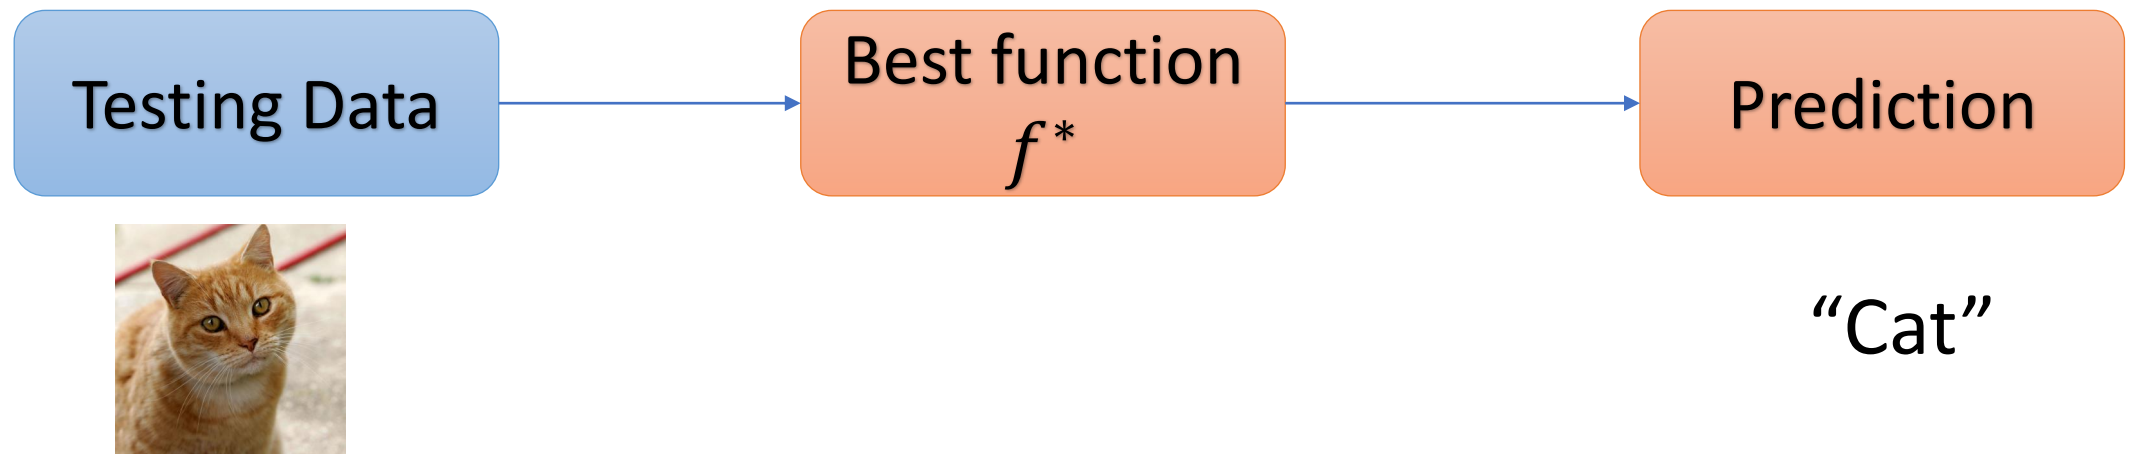 Testing Data
Best function
f *
Prediction
“Cat”